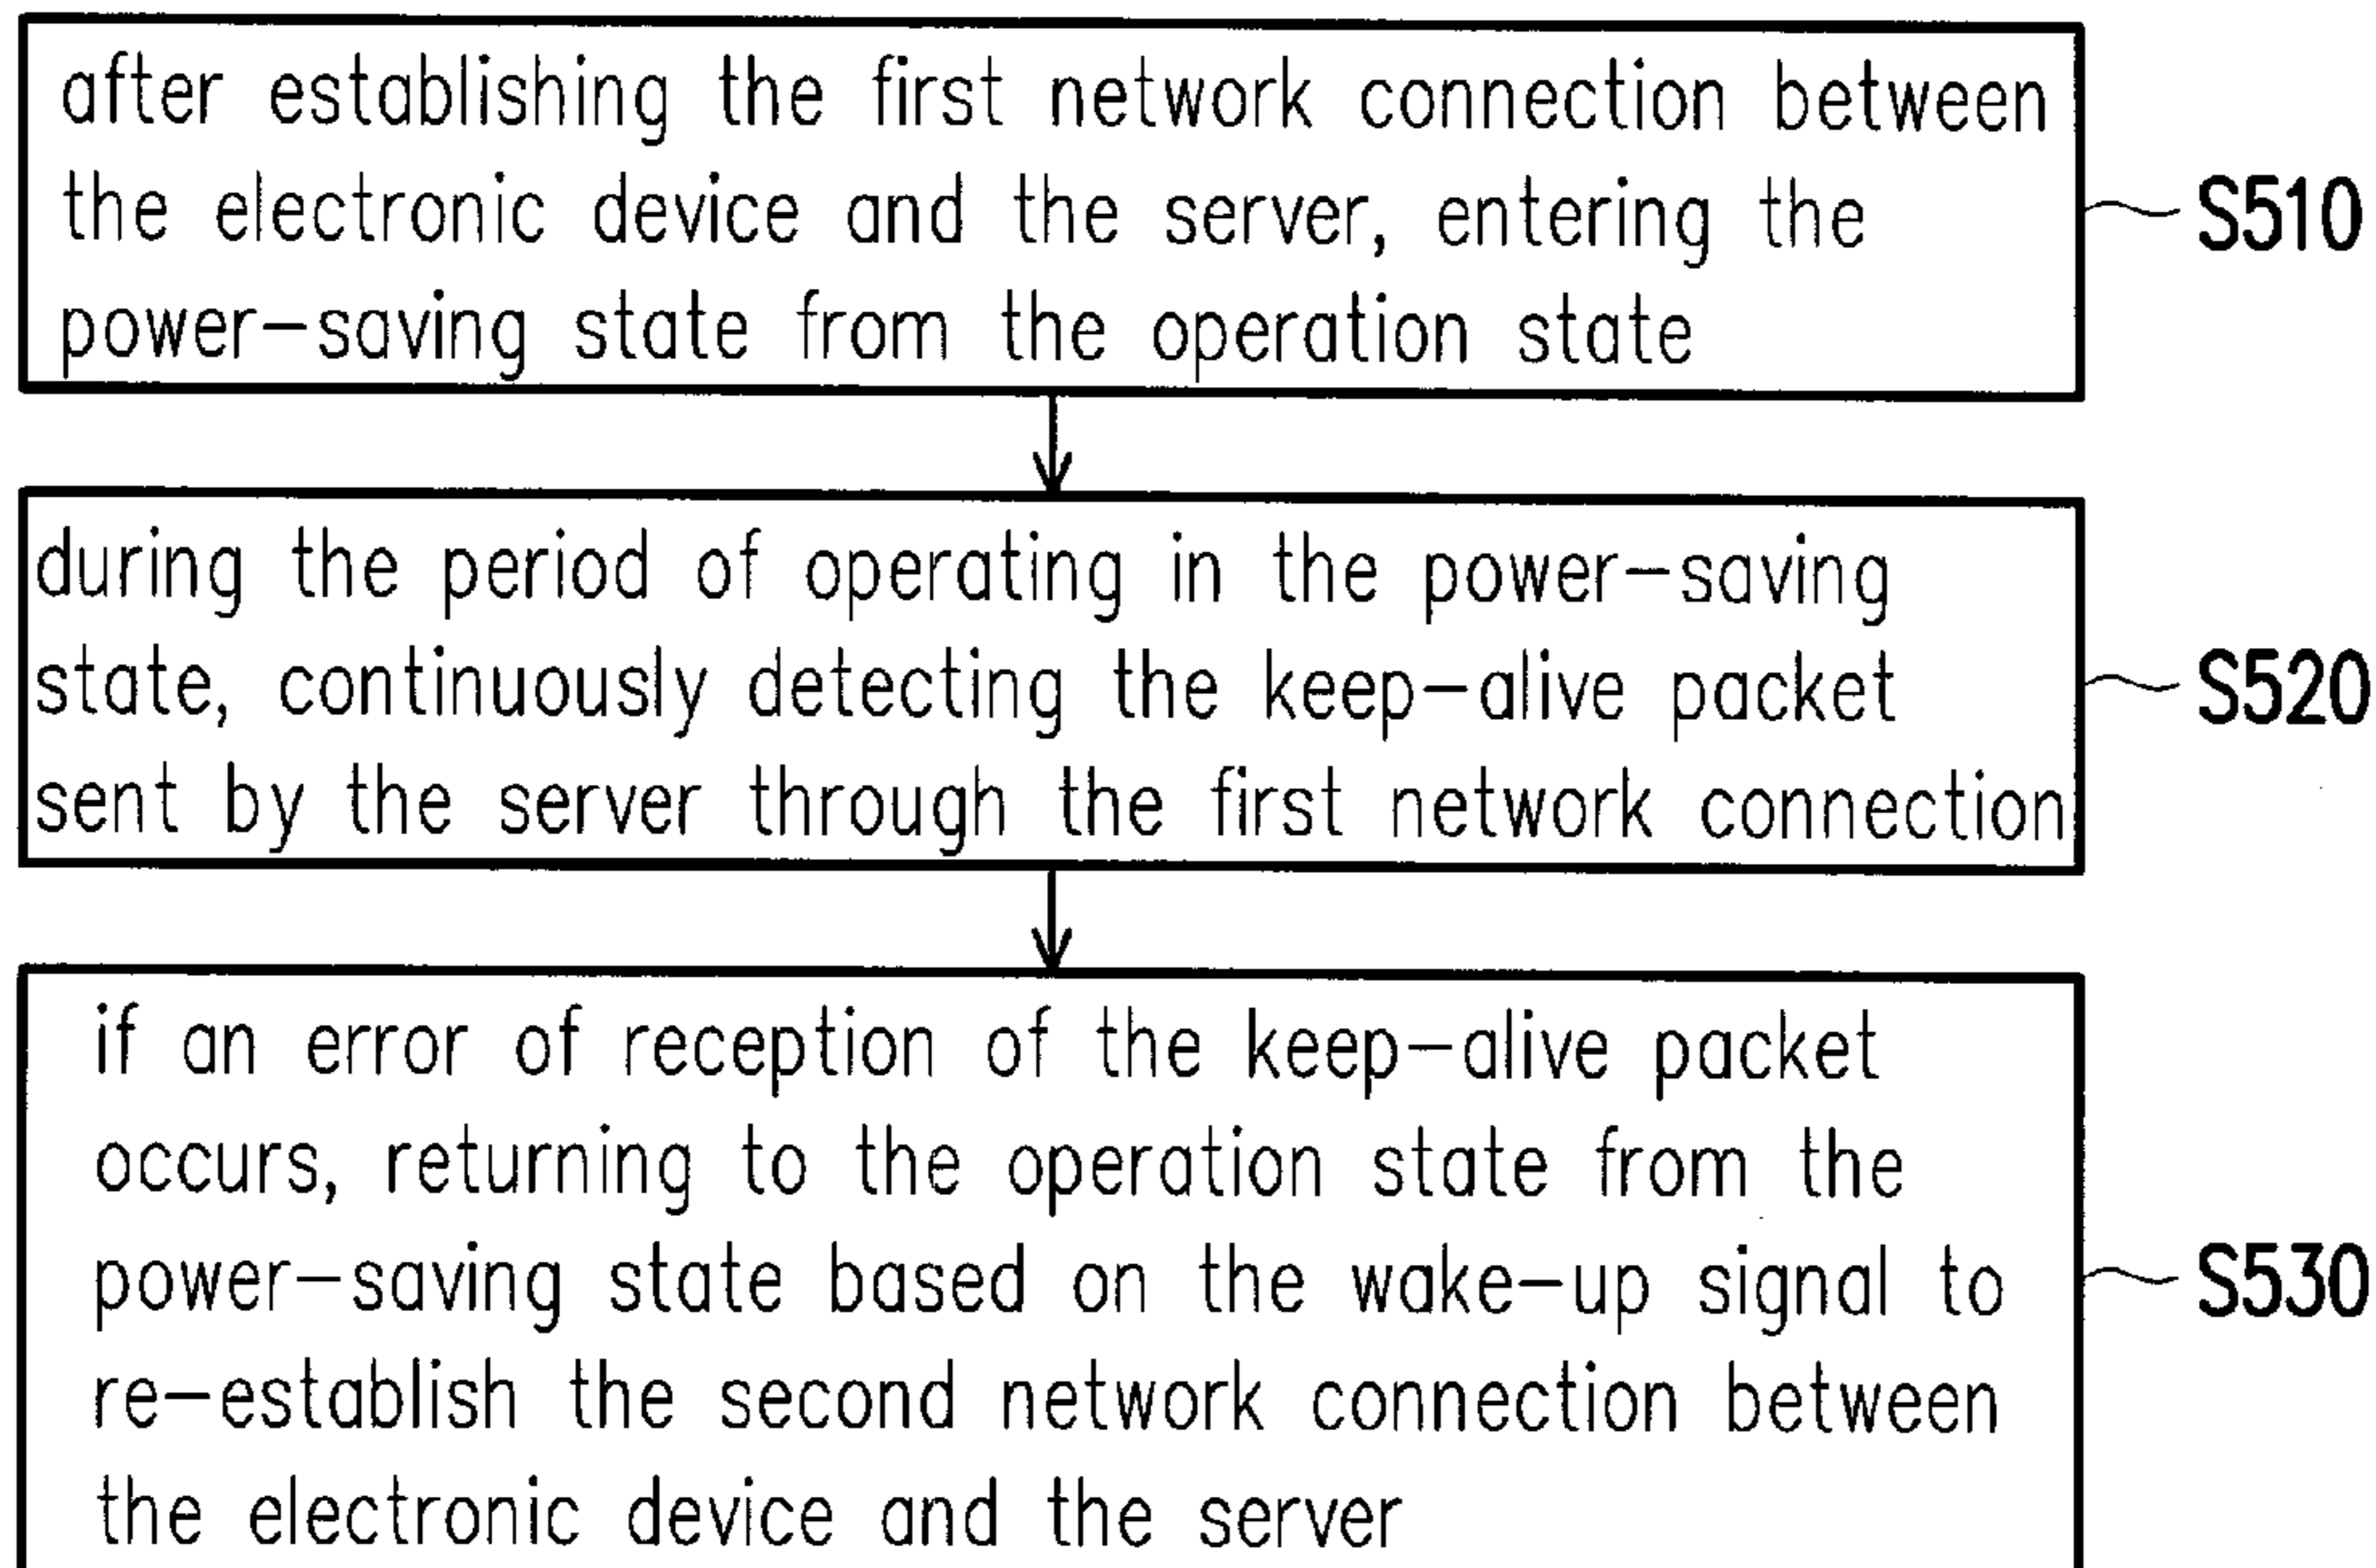 after establishing the first network connection between
the electronic device and the server, entering the
power-saving state from the operation state
S510
during the period of operating in the power-saving
state, continuously detecting the keep-alive packet
sent by the server through the first network connection
S520
if an error of reception of the keep-alive packet
occurs, returning to the operation state from the
power-saving state based on the wake-up signal to
re-establish the second network connection between
the electronic device and the server
S530